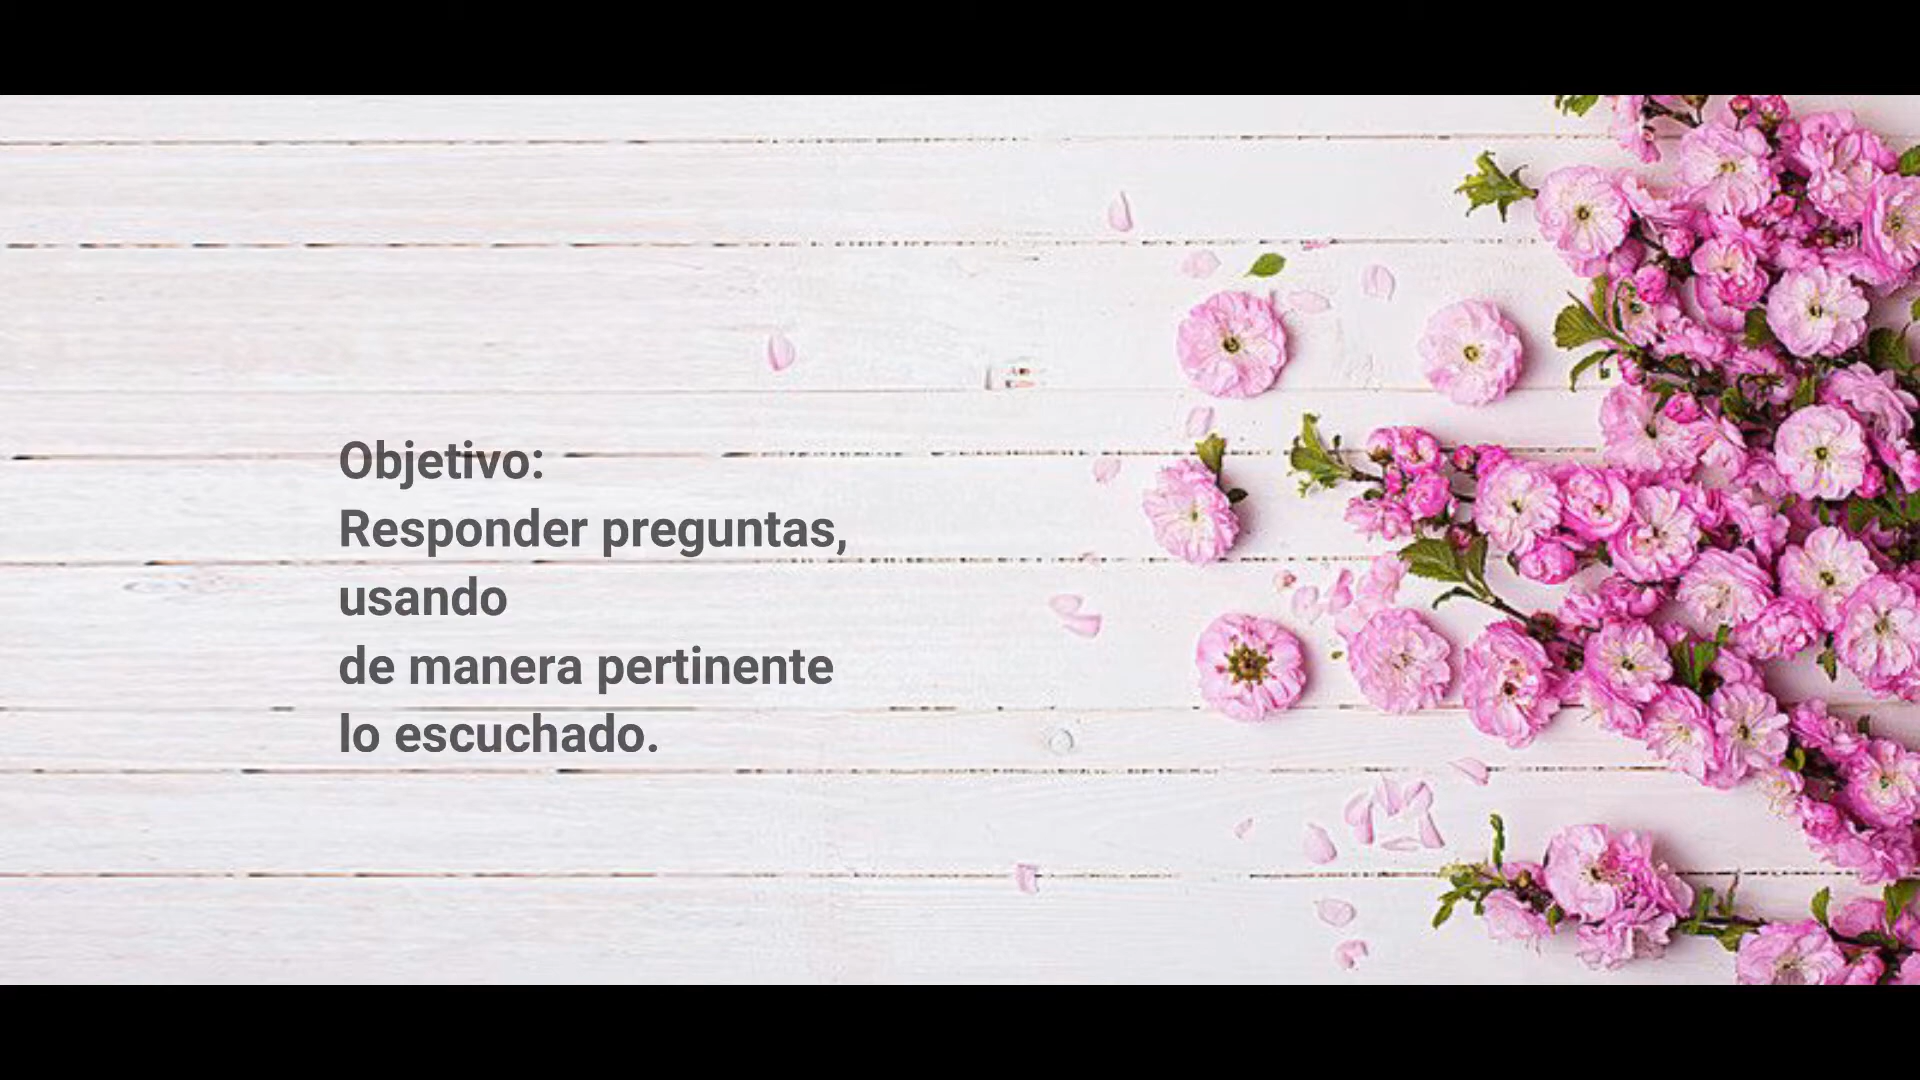 Objetivo:
Responder preguntas,
usando
de manera pertinente
lo escuchado.